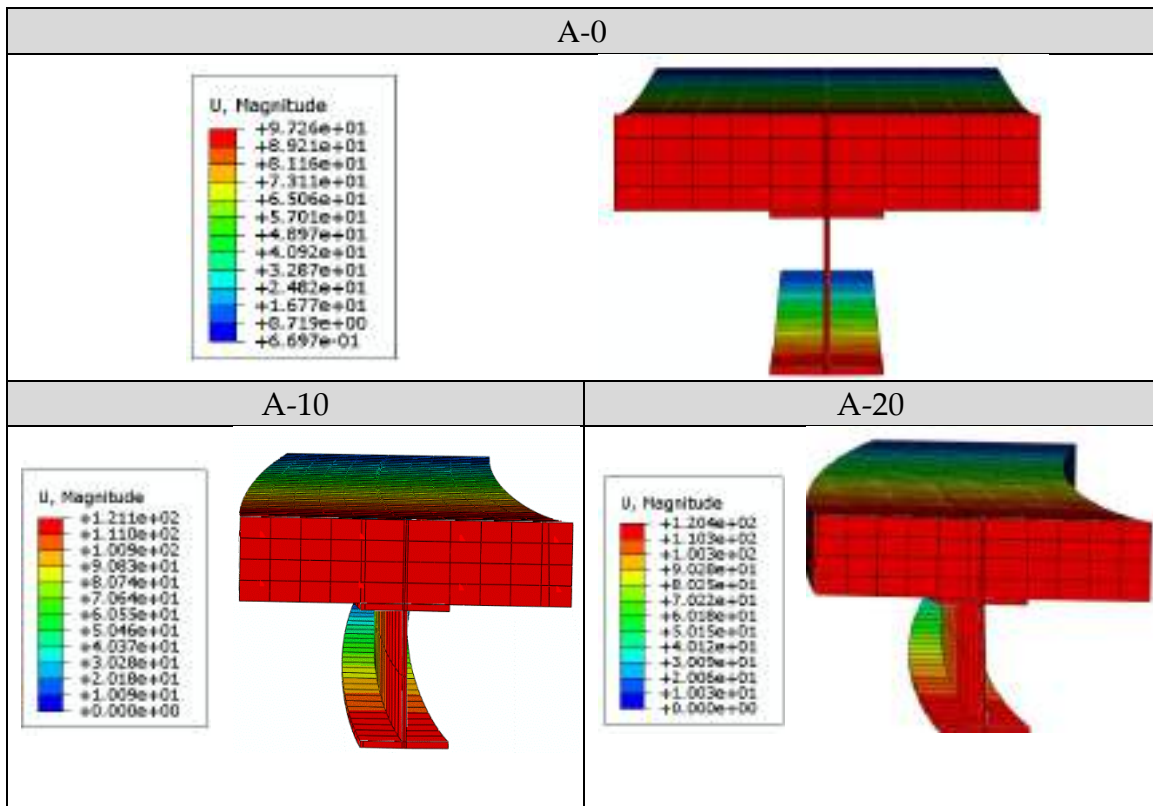 A-0
U, Magnitude
+9.726e+01
+8.921e+01
+8.116e+01
+7.311e+01
+6.506e+01
+5.701e+01
+4.897e+01
+4.092e+01
+3.287e+01
+2.482e+01
+1.677e+01
+8.719e+00
+6.697e-01
A-10
U, Magnitude
+1.211e+02
+1.110e+02
+1.009e+02
+9.083e+01
+8.074e+01
+7.064e+01
+6.055e+01
+5.046e+01
+4.037e+01
+3.028e+01
+2.018e+01
+1.009e+01
+0.000e+00
A-20
U, Magnitude
+1.204e+02
+1.103e+02
+1.003e+02
+9.028e+01
+8.025e+01
+7.022e+01
+6.018e+01
+5.015e+01
+4.012e+01
+3.009e+01
+2.006e+01
+1.003e+01
+0.000e+00